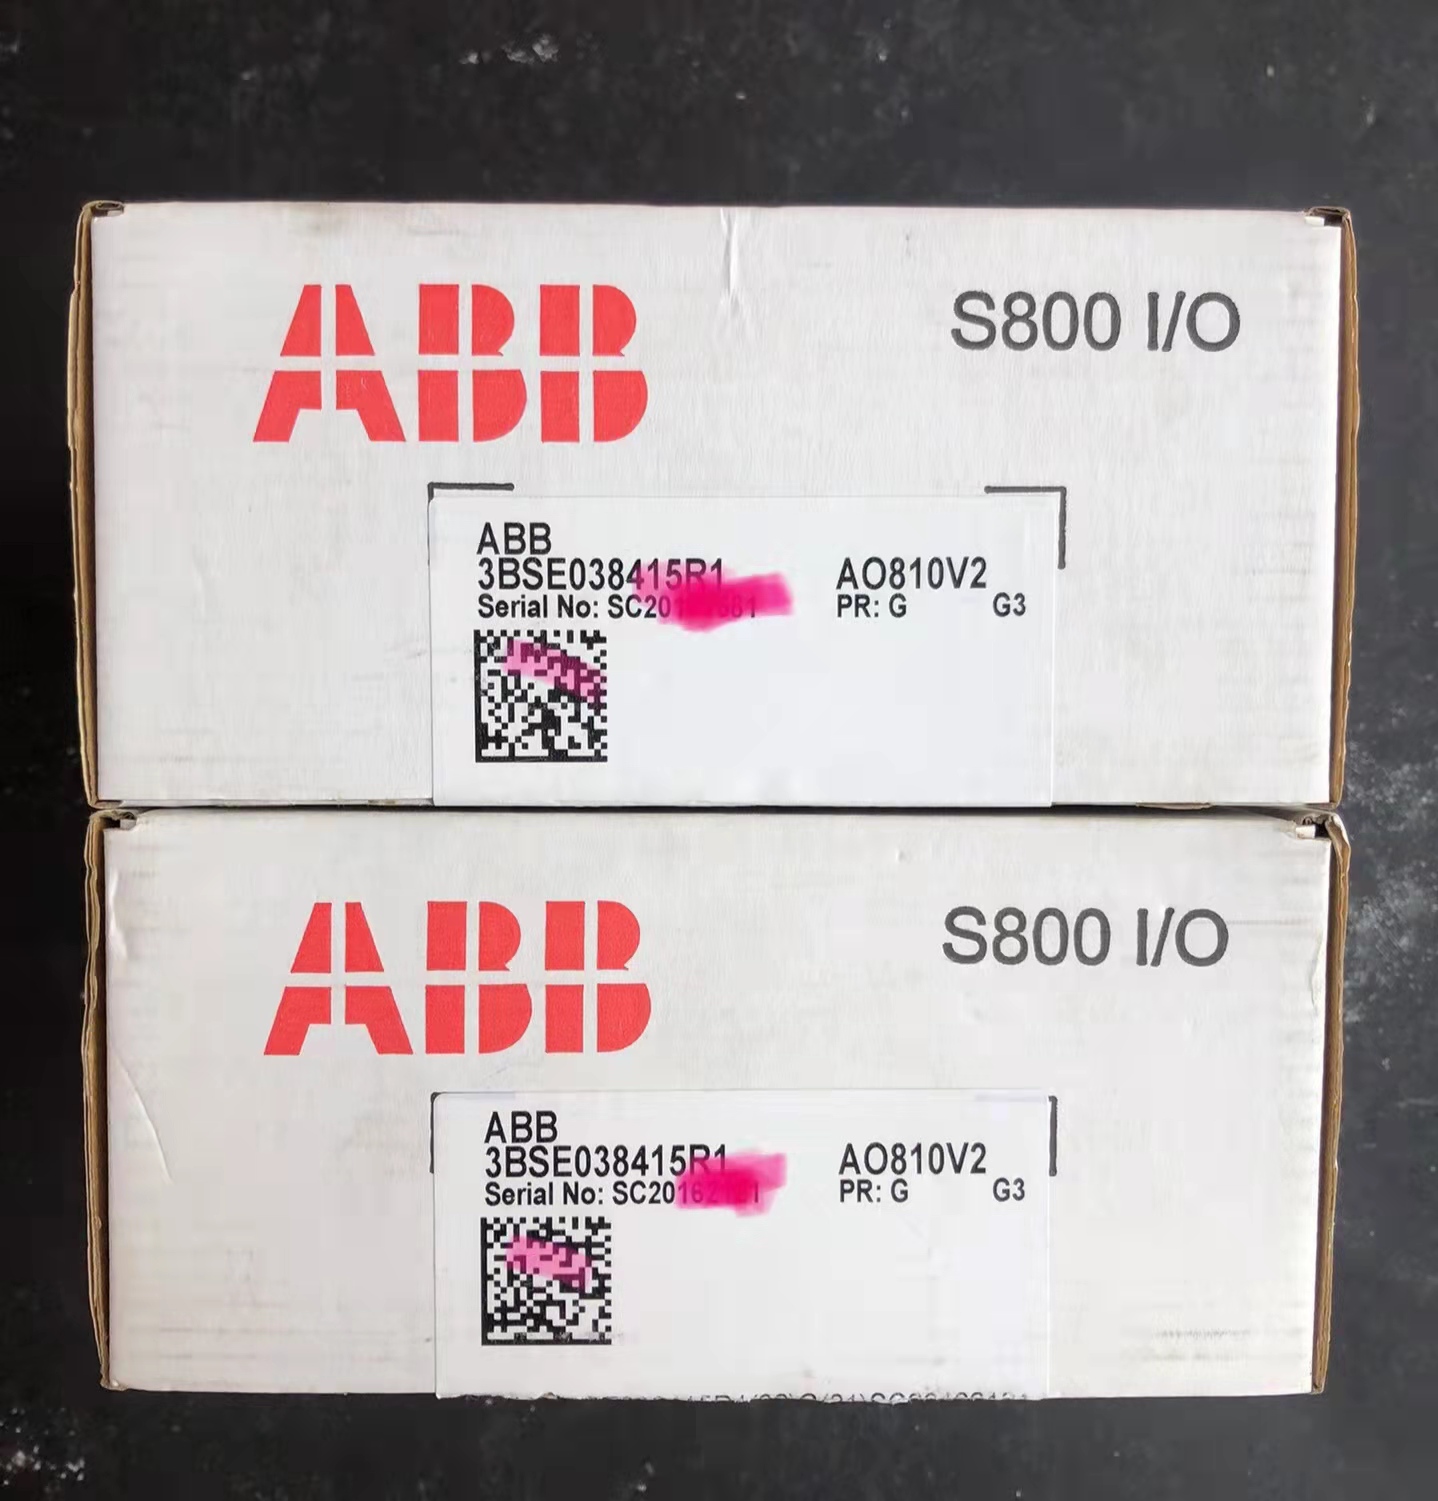 ABB
S800 I/O
ABB
3BSE038415R1
AO810V2
Serial No: SC20
PR: G
G3
ABB
S800 I/O
ABB
3BSE038415R1
AO810V2
Serial No: SC20
PR: G
G3